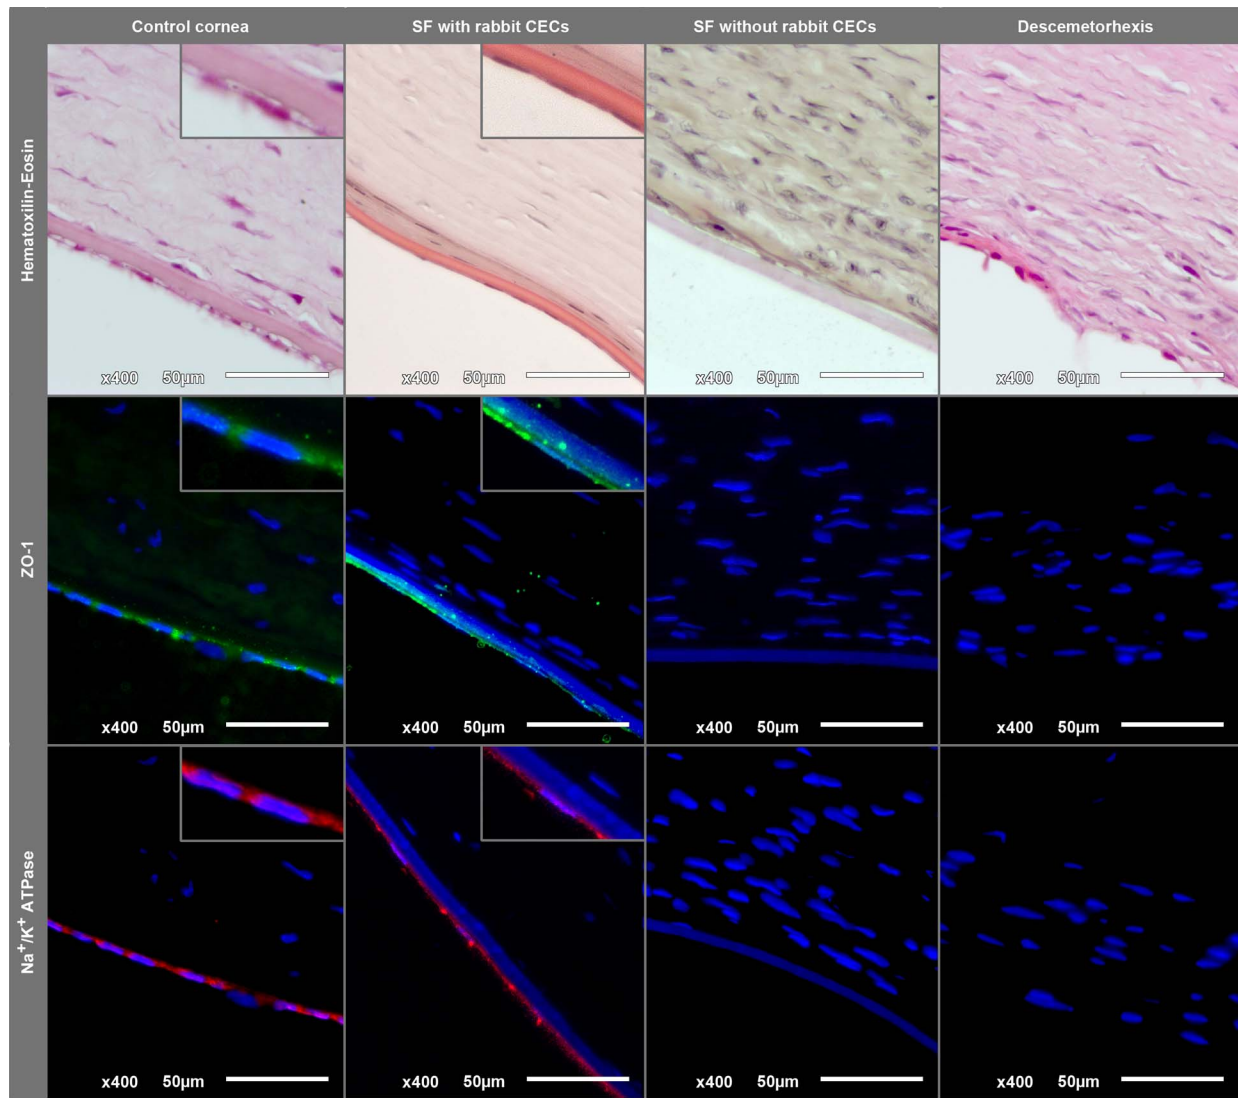 Control cornea SF with rabbit CECs SF without rabbit CECs Descemetorhexis
Hematoxilin-Eosin
x400 50µm x400 50µm x400 50µm x400 50µm
ZO-1
x400 50µm x400 50µm x400 50µm x400 50µm
Na⁺/K⁺ ATPase
x400 50µm x400 50µm x400 50µm x400 50µm